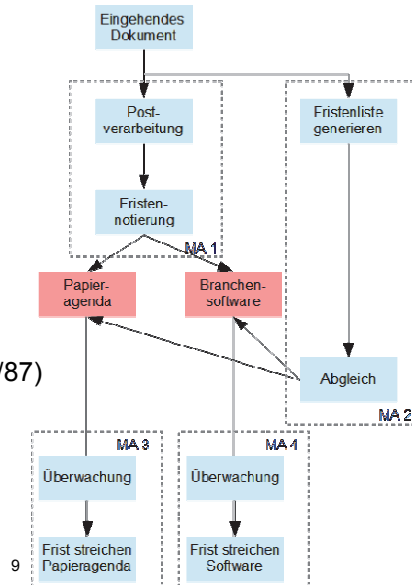 Eingehendes
Dokument
Post-
verarbeitung
Fristenliste
generieren
Fristen-
notierung
MA 1
Papier-
agenda
Branchen-
software
/87)
Abgleich
MA 2
MA 3
MA 4
Überwachung
Überwachung
Frist streichen
Papieragenda
Frist streichen
Software
9